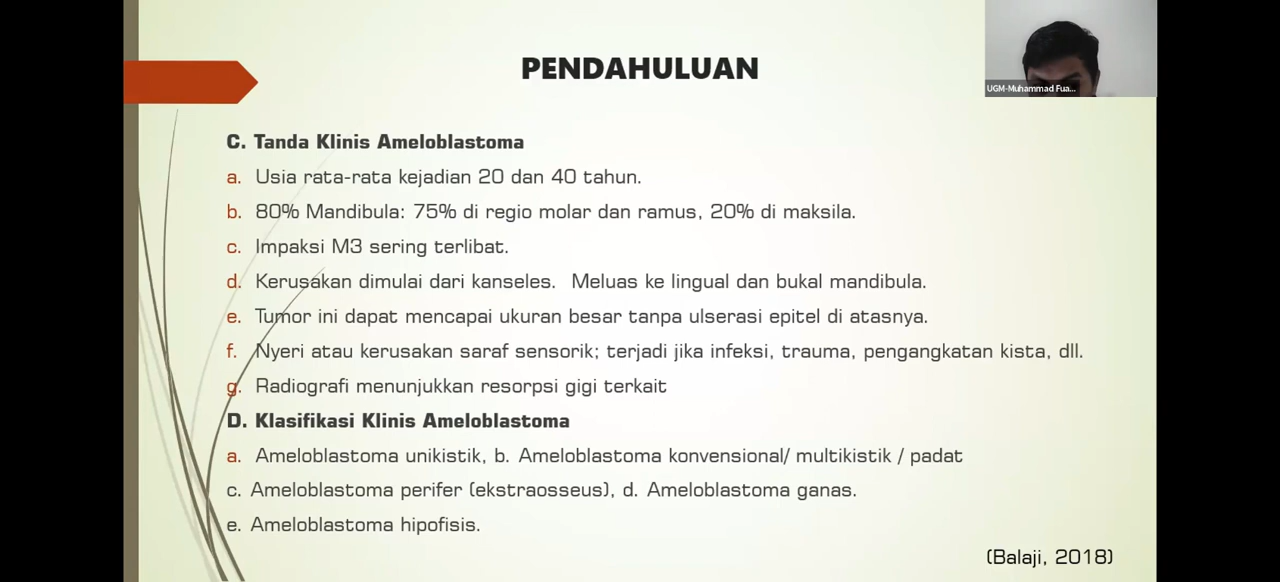 PENDAHULUAN
UGM-Muhammad Fua...
C. Tanda Klinis Ameloblastoma
a. Usia rata-rata kejadian 20 dan 40 tahun.
b. 80% Mandibula: 75% di regio molar dan ramus, 20% di maksila.
c. Impaksi M3 sering terlibat.
d. Kerusakan dimulai dari kanseles. Meluas ke lingual dan bukal mandibula.
e. Tumor ini dapat mencapai ukuran besar tanpa ulserasi epitel di atasnya.
f. Nyeri atau kerusakan saraf sensorik; terjadi jika infeksi, trauma, pengangkatan kista, dll.
g. Radiografi menunjukkan resorpsi gigi terkait
D. Klasifikasi Klinis Ameloblastoma
a. Ameloblastoma unikistik, b. Ameloblastoma konvensional/ multikistik / padat
c. Ameloblastoma perifer (ekstraosseus), d. Ameloblastoma ganas.
e. Ameloblastoma hipofisis.
(Balaji, 2018)